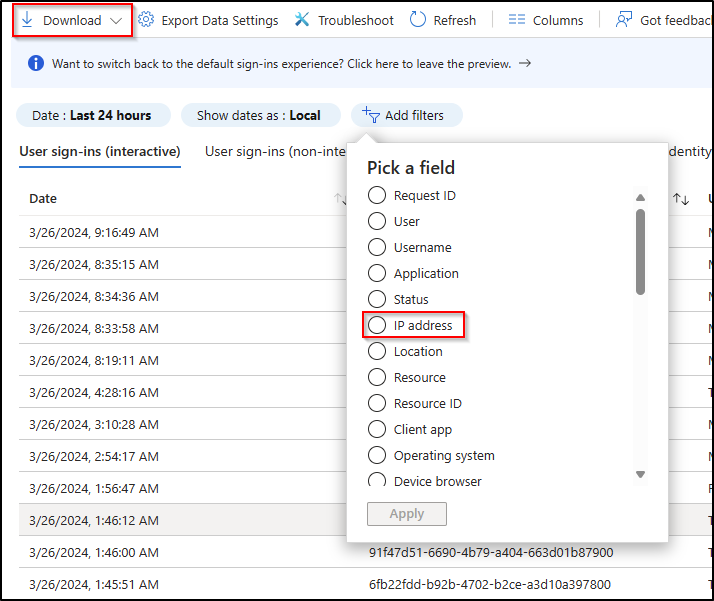 Download Export Data Settings Troubleshoot Refresh Columns Got feedbac
Want to switch back to the default sign-ins experience? Click here to leave the preview. →
Date : Last 24 hours Show dates as : Local Add filters
User sign-ins (interactive) User sign-ins (non-inte
Pick a field
Request ID
User
Username
Application
Status
IP address
Location
Resource
Resource ID
Client app
Operating system
Device browser
Apply
Date
3/26/2024, 9:16:49 AM
3/26/2024, 8:35:15 AM
3/26/2024, 8:34:36 AM
3/26/2024, 8:33:58 AM
3/26/2024, 8:19:11 AM
3/26/2024, 4:28:16 AM
3/26/2024, 3:10:28 AM
3/26/2024, 2:54:17 AM
3/26/2024, 1:56:47 AM
3/26/2024, 1:46:12 AM
3/26/2024, 1:46:00 AM 91f47d51-6690-4b79-a404-663d01b87900
3/26/2024, 1:45:51 AM 6fb22fdd-b92b-4702-b2ce-a3d10a397800